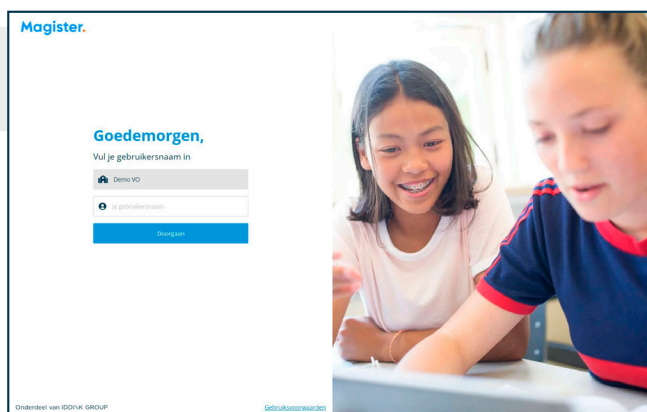 Magister.
Goedemorgen,
Vul je gebruikersnaam in
Demo VO
Je gebruikersnaam
Doorgaan
Onderdeel van IDDINK GROUP
Gebruiksvoorwaarden